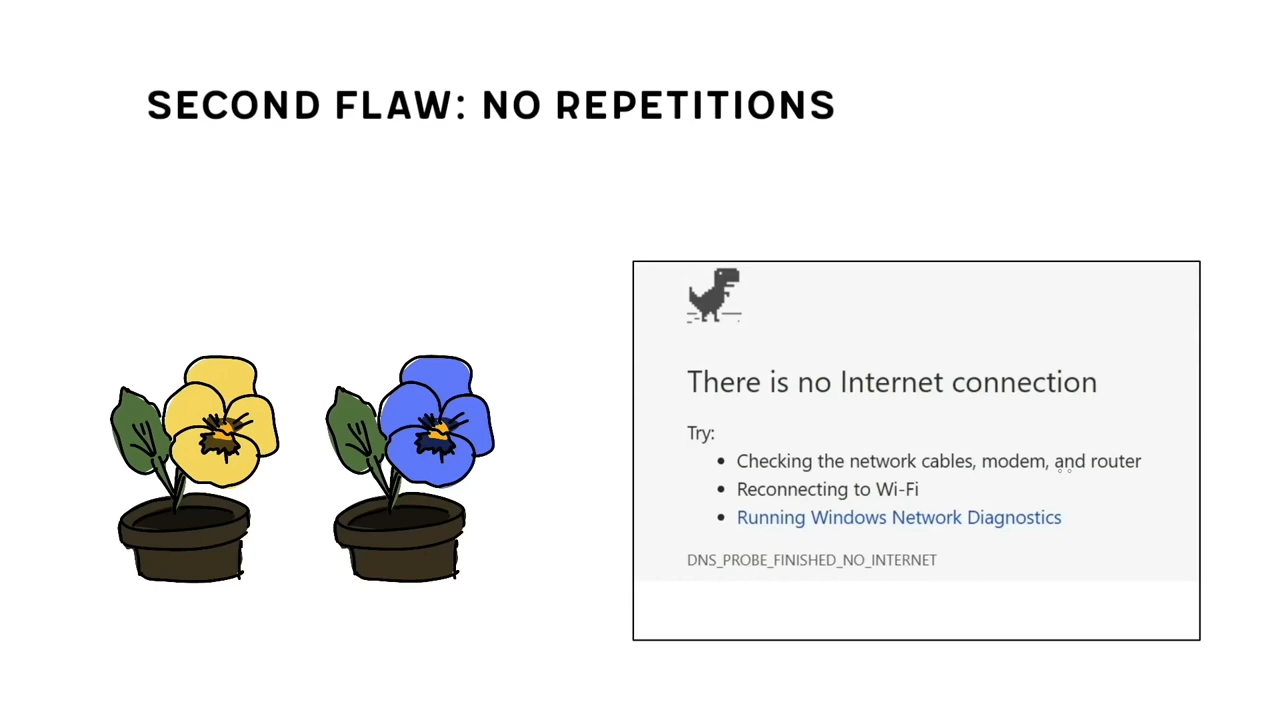 SECOND FLAW: NO REPETITIONS
There is no Internet connection
Try:
Checking the network cables, modem, and router
Reconnecting to Wi-Fi
Running Windows Network Diagnostics
DNS_PROBE_FINISHED_NO_INTERNET